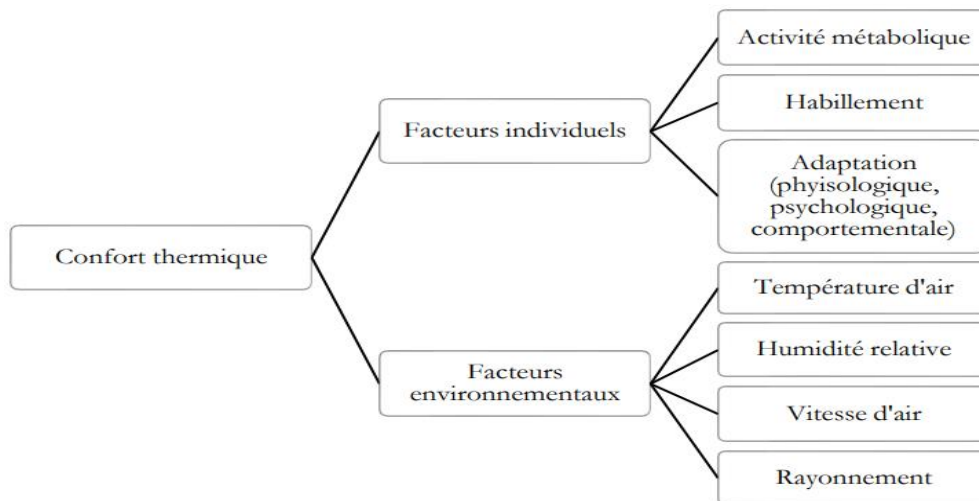 Confort thermique
Facteurs individuels
Activité métabolique
Habillement
Adaptation
(phyisologique,
psychologique,
comportementale)
Facteurs
environnementaux
Température d'air
Humidité relative
Vitesse d'air
Rayonnement